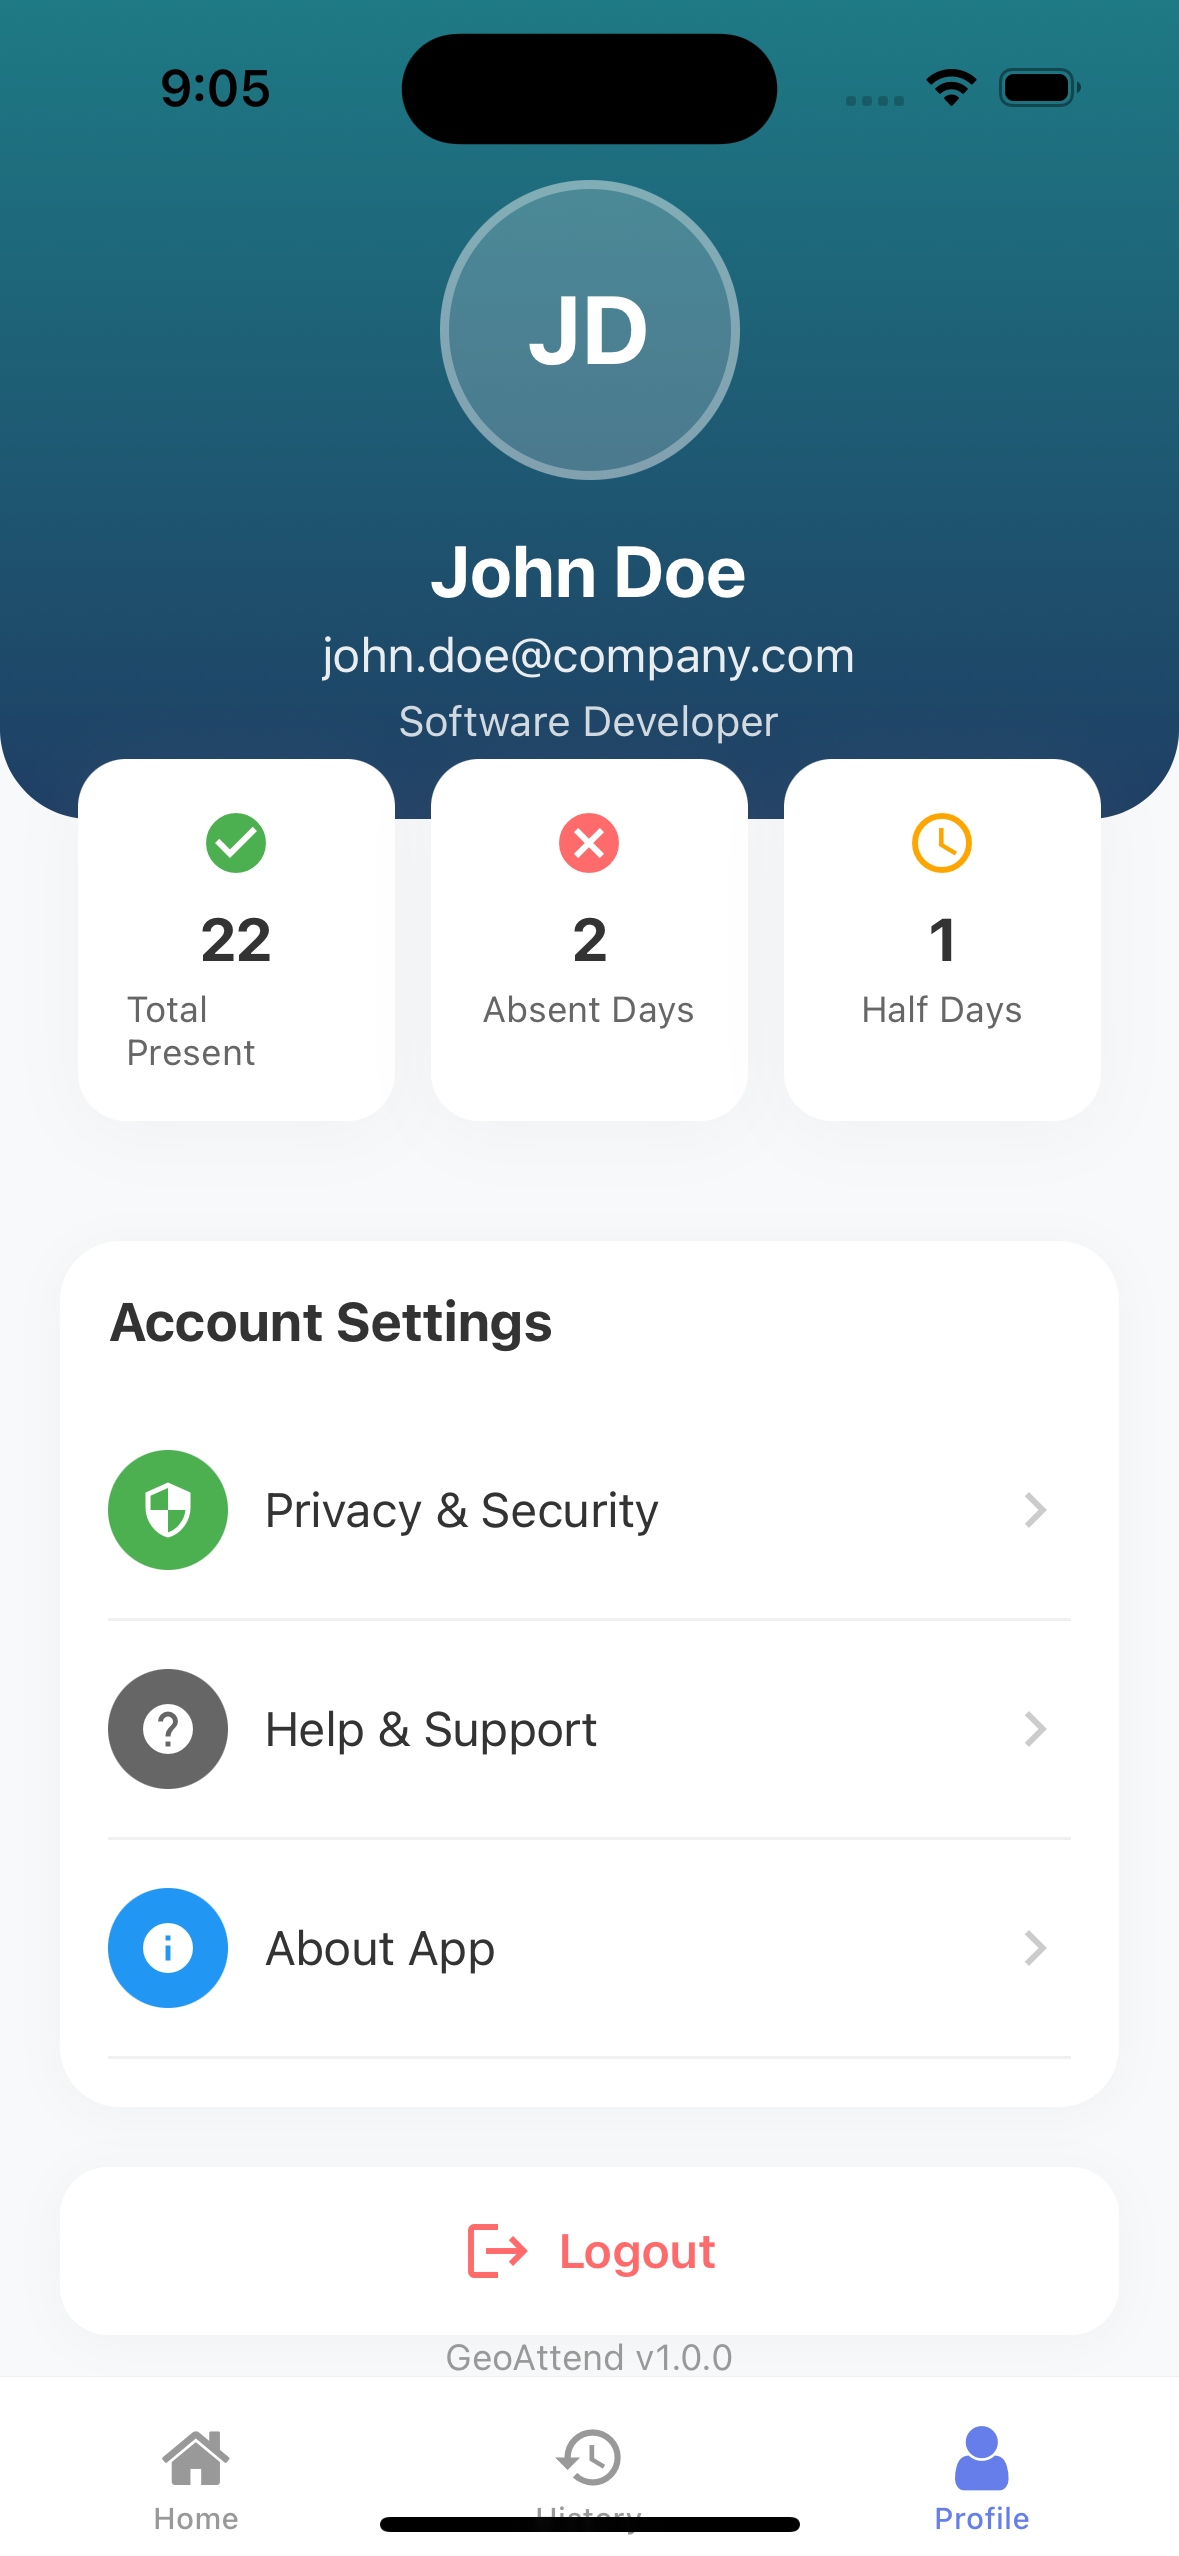 9:05
JD
John Doe
john.doe@company.com
Software Developer
22
Total
Present
2
Absent Days
1
Half Days
Account Settings
Privacy & Security
Help & Support
About App
Logout
GeoAttend v1.0.0
Home
History
Profile